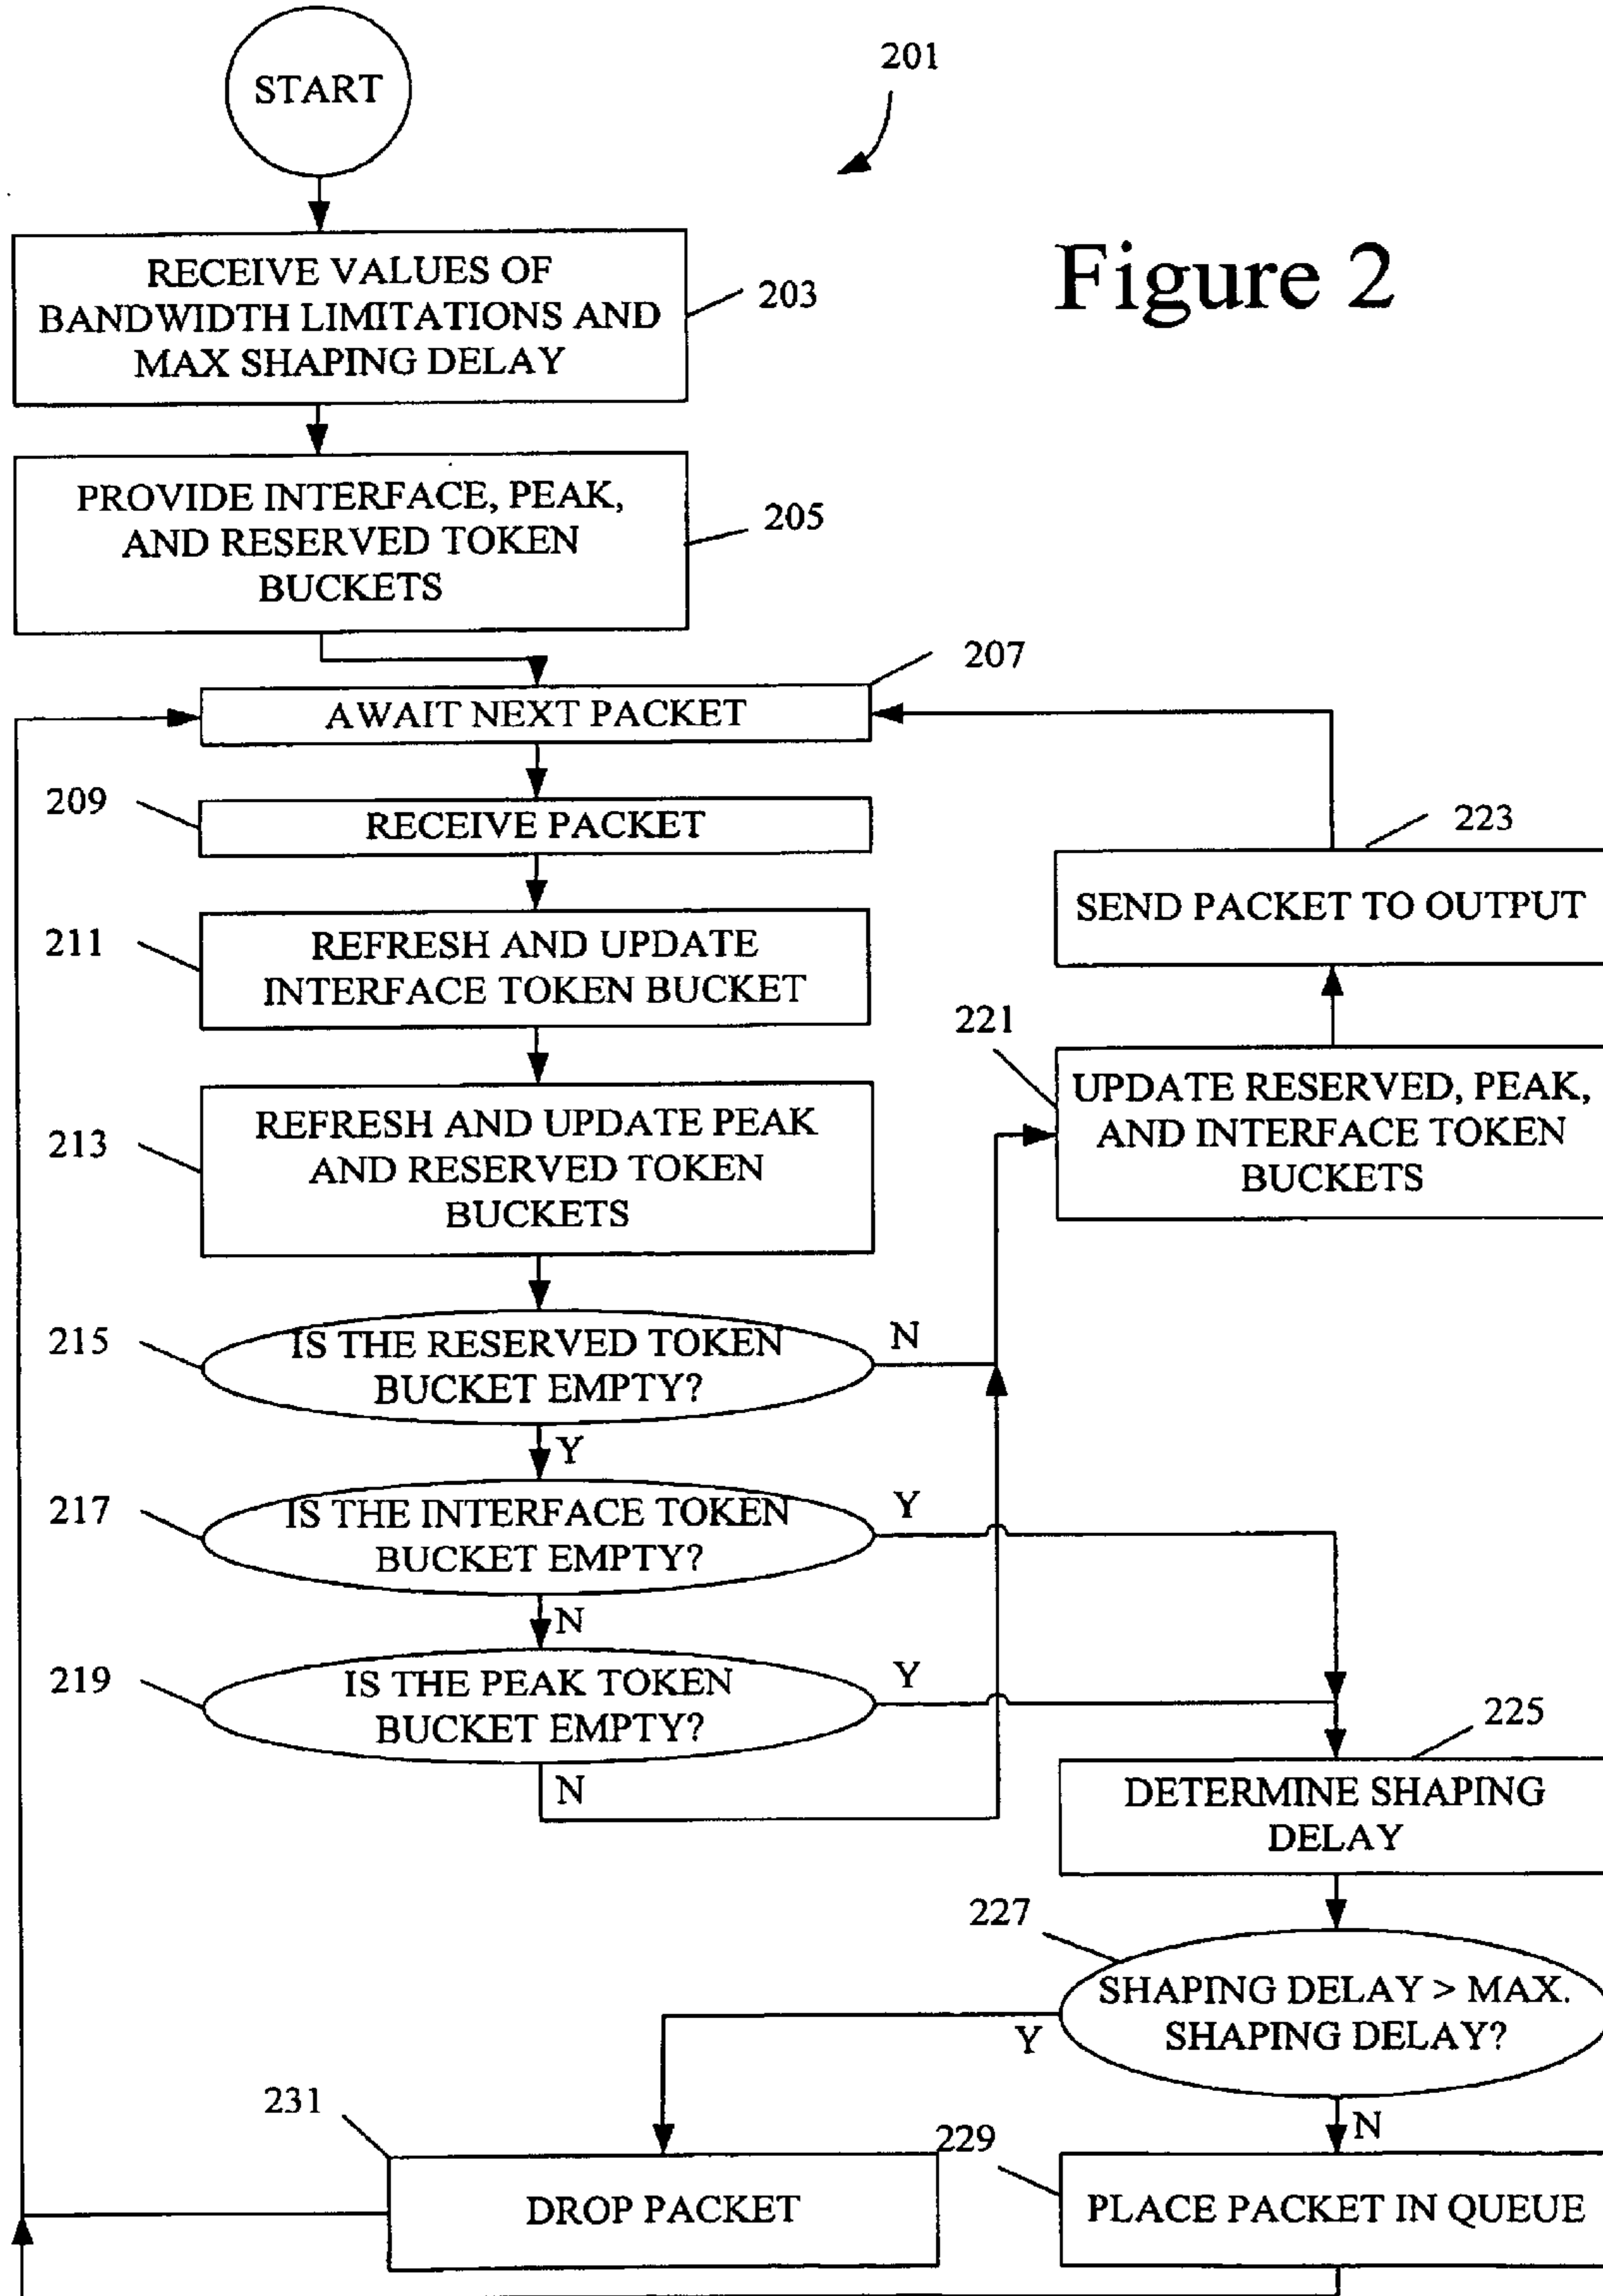 START
201
Figure 2
RECEIVE VALUES OF
BANDWIDTH LIMITATIONS AND
MAX SHAPING DELAY
203
PROVIDE INTERFACE, PEAK,
AND RESERVED TOKEN
BUCKETS
205
207
AWAIT NEXT PACKET
209
RECEIVE PACKET
223
SEND PACKET TO OUTPUT
211
REFRESH AND UPDATE
INTERFACE TOKEN BUCKET
221
UPDATE RESERVED, PEAK,
AND INTERFACE TOKEN
BUCKETS
213
REFRESH AND UPDATE PEAK
AND RESERVED TOKEN
BUCKETS
215
IS THE RESERVED TOKEN
BUCKET EMPTY?
N
Y
217
IS THE INTERFACE TOKEN
BUCKET EMPTY?
Y
N
219
IS THE PEAK TOKEN
BUCKET EMPTY?
Y
N
225
DETERMINE SHAPING
DELAY
227
SHAPING DELAY > MAX.
SHAPING DELAY?
Y
N
231
DROP PACKET
229
PLACE PACKET IN QUEUE